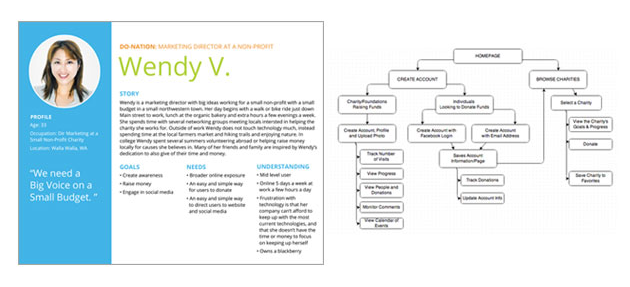 DO-NATION: MARKETING DIRECTOR AT A NON-PROFIT
Wendy V.
STORY
Wendy is a marketing director with big ideas working for a small non-profit with a small
budget in a small northwestern town. Her day begins with a walk or bike ride just down
Main street to work, lunch at the organic bakery and extra hours a few evenings a week.
She spends time with several networking groups meeting locals intersted in helping the
charity she works for. Outside of work Wendy does not touch technology much, instead
spending time at the local farmers market and hiking trails and enjoying nature. In
college Wendy spent several summers volunteering abroad or helping raise money
locally for causes she believes in. Many of her friends and family are inspired by Wendy's
dedication to also give of their time and money.
PROFILE
Age: 33
Occupation: Dir Marketing at a
Small Non-Profit Charity
Location: Walla Walla, WA
"We need a
Big Voice on a
Small Budget. "
GOALS
• Create awareness
• Raise money
• Engage in social media
NEEDS
• Broader online exposure
• An easy and simple way
for users to donate
• An easy and simple way
to direct users to website
and social media
UNDERSTANDING
• Mid level user
• Online 5 days a week at
work a few hours a day
• Frustration with
technology is that her
company can't afford to
keep up with the most
current technologies, and
that she doesn't have the
time or money to focus
on keeping up herself
• Owns a blackberry
HOMEPAGE
CREATE ACCOUNT
BROWSE CHARITIES
Charity/Foundations
Raising Funds
Individuals
Looking to Donate Funds
Select a Charity
Create Account, Profile
and Upload Posts
Create Account with
Facebook Login
Create Account
with Email Address
View the Charity's
Goals & Progress
Donate
Track Number
of Visits
Saves Account
Information/Page
View Progress
Track Donations
Save Charity to
Favorites
View People and
Donations
Update Account Info
Monitor Comments
View Calendar of
Events